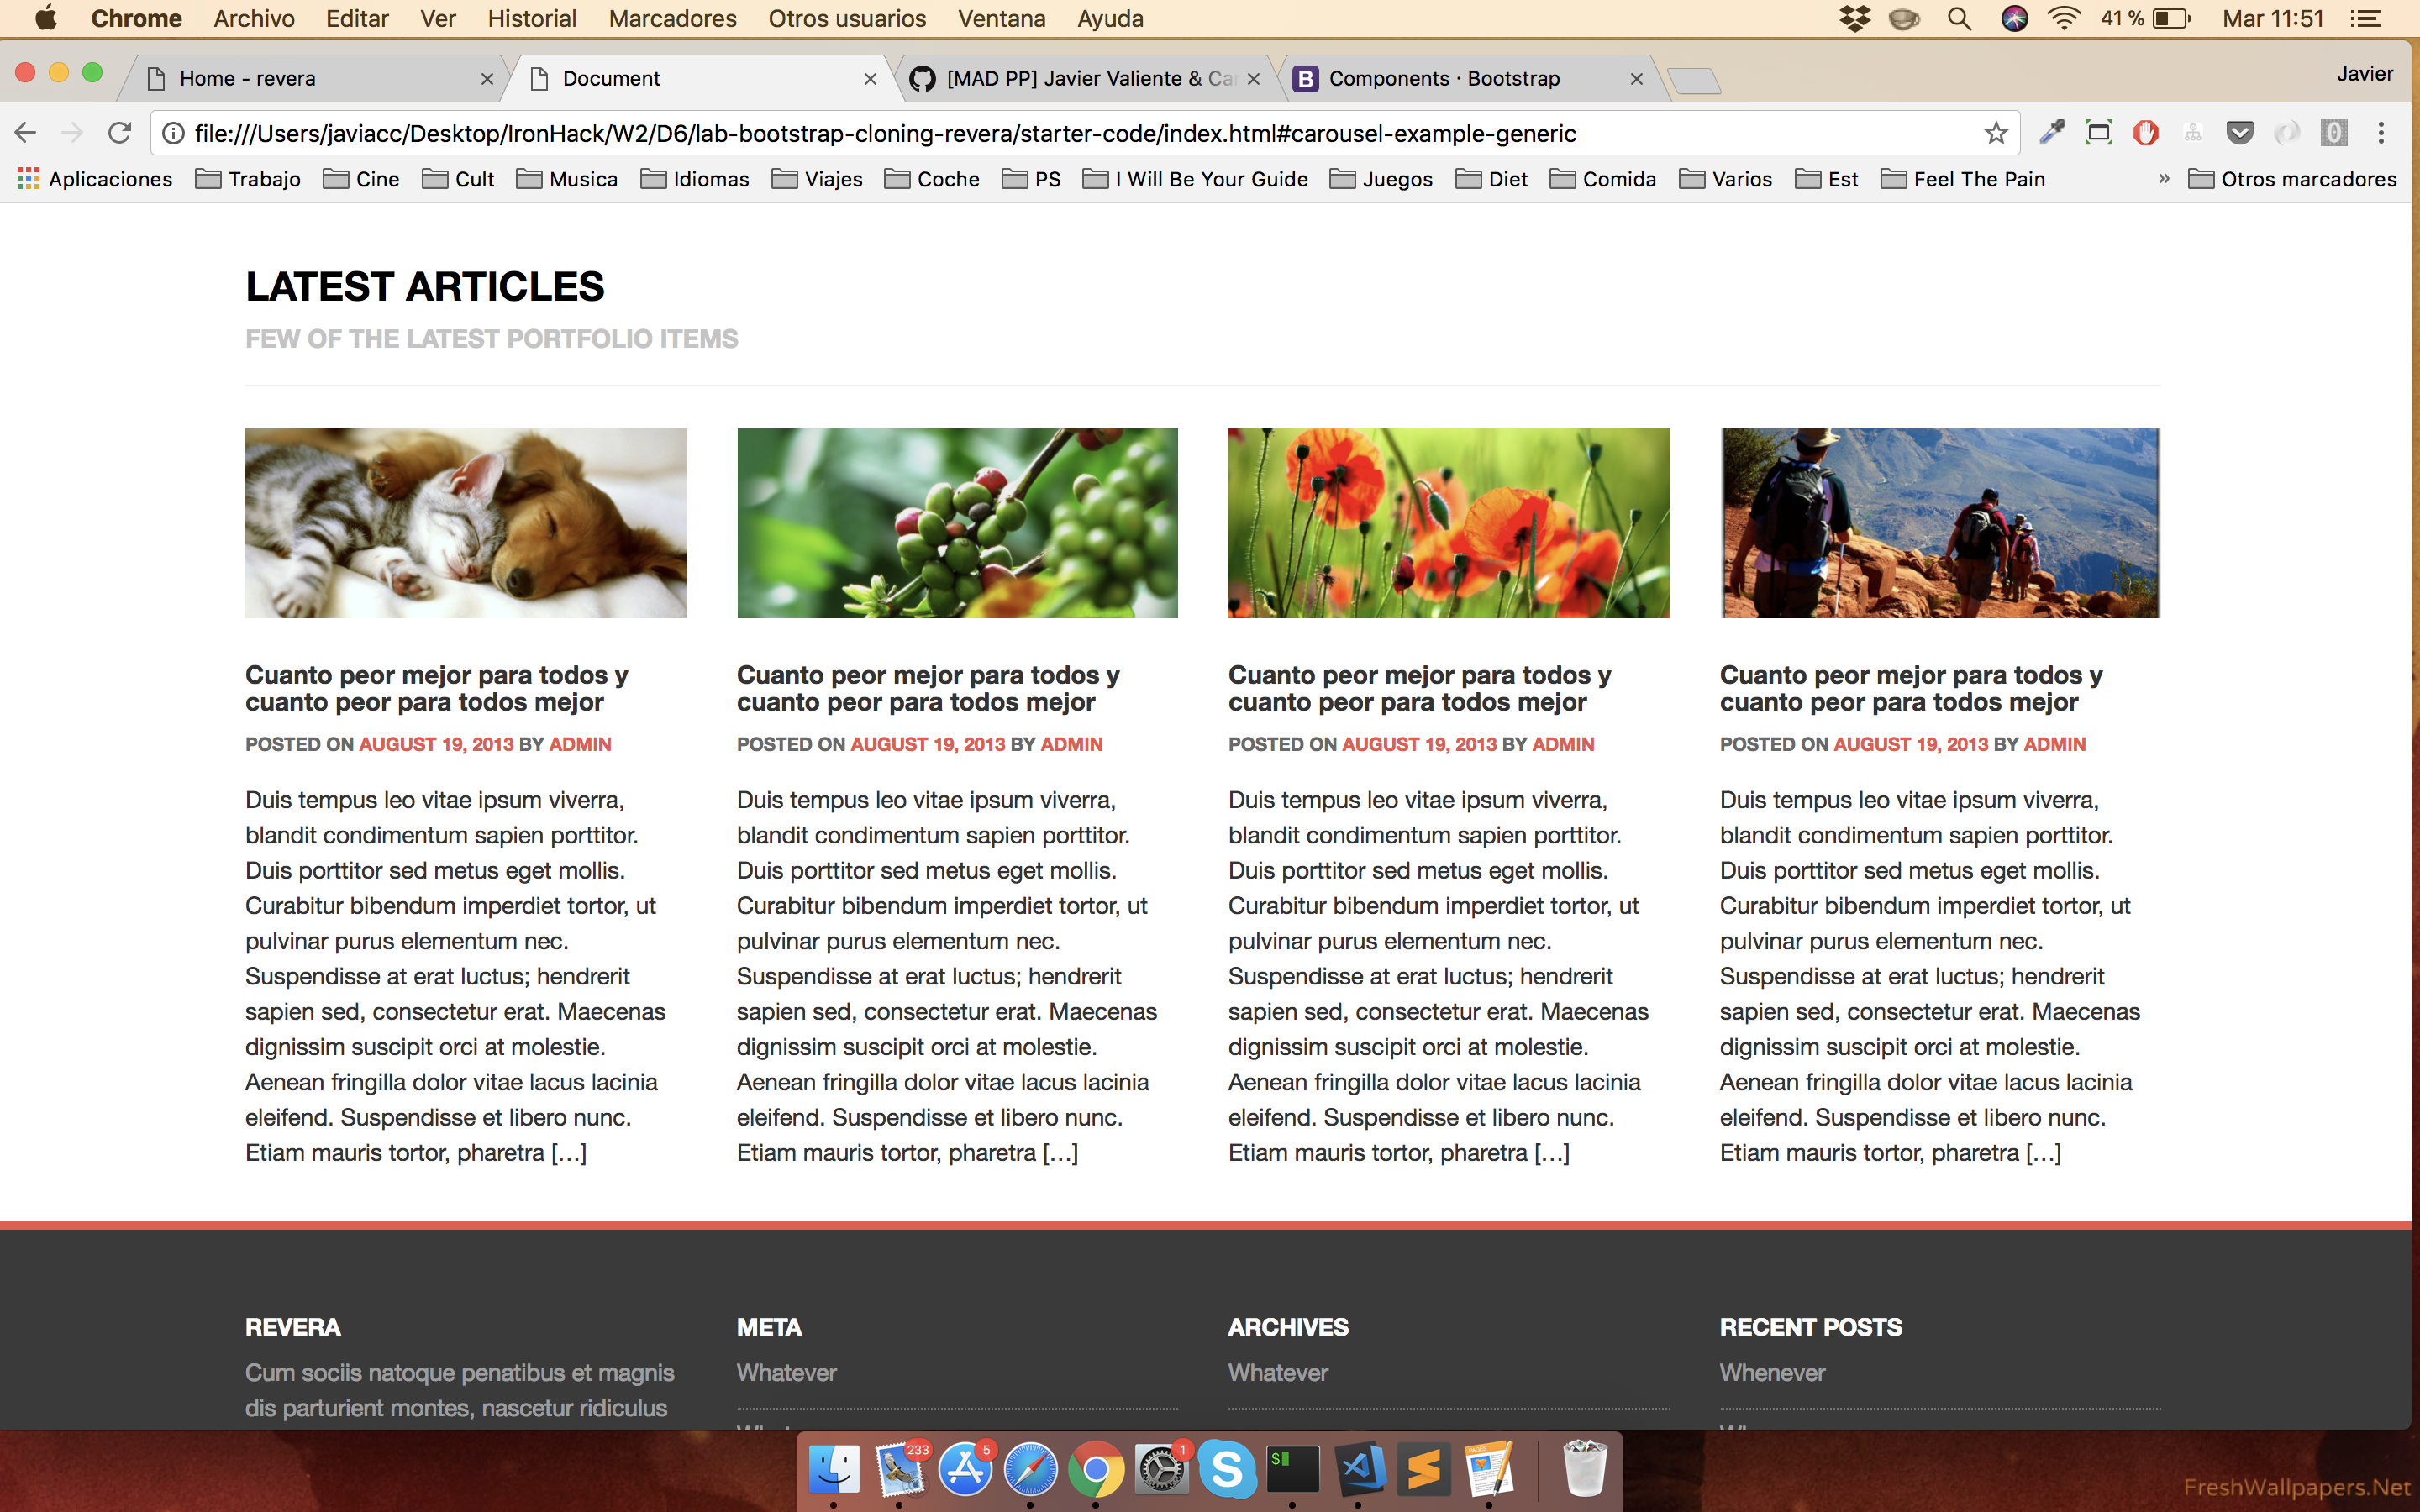 Chrome Archivo Editar Ver Historial Marcadores Otros usuarios Ventana Ayuda 41 % Mar 11:51
Home - revera Document [MAD PP] Javier Valiente & Ca Components · Bootstrap Javier
file:///Users/javiacc/Desktop/IronHack/W2/D6/lab-bootstrap-cloning-revera/starter-code/index.html#carousel-example-generic
Aplicaciones Trabajo Cine Cult Musica Idiomas Viajes Coche PS I Will Be Your Guide Juegos Diet Comida Varios Est Feel The Pain » Otros marcadores
LATEST ARTICLES
FEW OF THE LATEST PORTFOLIO ITEMS
Cuanto peor mejor para todos y
cuanto peor para todos mejor
POSTED ON AUGUST 19, 2013 BY ADMIN
Duis tempus leo vitae ipsum viverra,
blandit condimentum sapien porttitor.
Duis porttitor sed metus eget mollis.
Curabitur bibendum imperdiet tortor, ut
pulvinar purus elementum nec.
Suspendisse at erat luctus; hendrerit
sapien sed, consectetur erat. Maecenas
dignissim suscipit orci at molestie.
Aenean fringilla dolor vitae lacus lacinia
eleifend. Suspendisse et libero nunc.
Etiam mauris tortor, pharetra [...]
Cuanto peor mejor para todos y
cuanto peor para todos mejor
POSTED ON AUGUST 19, 2013 BY ADMIN
Duis tempus leo vitae ipsum viverra,
blandit condimentum sapien porttitor.
Duis porttitor sed metus eget mollis.
Curabitur bibendum imperdiet tortor, ut
pulvinar purus elementum nec.
Suspendisse at erat luctus; hendrerit
sapien sed, consectetur erat. Maecenas
dignissim suscipit orci at molestie.
Aenean fringilla dolor vitae lacus lacinia
eleifend. Suspendisse et libero nunc.
Etiam mauris tortor, pharetra [...]
Cuanto peor mejor para todos y
cuanto peor para todos mejor
POSTED ON AUGUST 19, 2013 BY ADMIN
Duis tempus leo vitae ipsum viverra,
blandit condimentum sapien porttitor.
Duis porttitor sed metus eget mollis.
Curabitur bibendum imperdiet tortor, ut
pulvinar purus elementum nec.
Suspendisse at erat luctus; hendrerit
sapien sed, consectetur erat. Maecenas
dignissim suscipit orci at molestie.
Aenean fringilla dolor vitae lacus lacinia
eleifend. Suspendisse et libero nunc.
Etiam mauris tortor, pharetra [...]
Cuanto peor mejor para todos y
cuanto peor para todos mejor
POSTED ON AUGUST 19, 2013 BY ADMIN
Duis tempus leo vitae ipsum viverra,
blandit condimentum sapien porttitor.
Duis porttitor sed metus eget mollis.
Curabitur bibendum imperdiet tortor, ut
pulvinar purus elementum nec.
Suspendisse at erat luctus; hendrerit
sapien sed, consectetur erat. Maecenas
dignissim suscipit orci at molestie.
Aenean fringilla dolor vitae lacus lacinia
eleifend. Suspendisse et libero nunc.
Etiam mauris tortor, pharetra [...]
REVERA
Cum sociis natoque penatibus et magnis
dis parturient montes, nascetur ridiculus
META
Whatever
ARCHIVES
Whatever
RECENT POSTS
Whenever
233 5 1
FreshWallpapers.Net